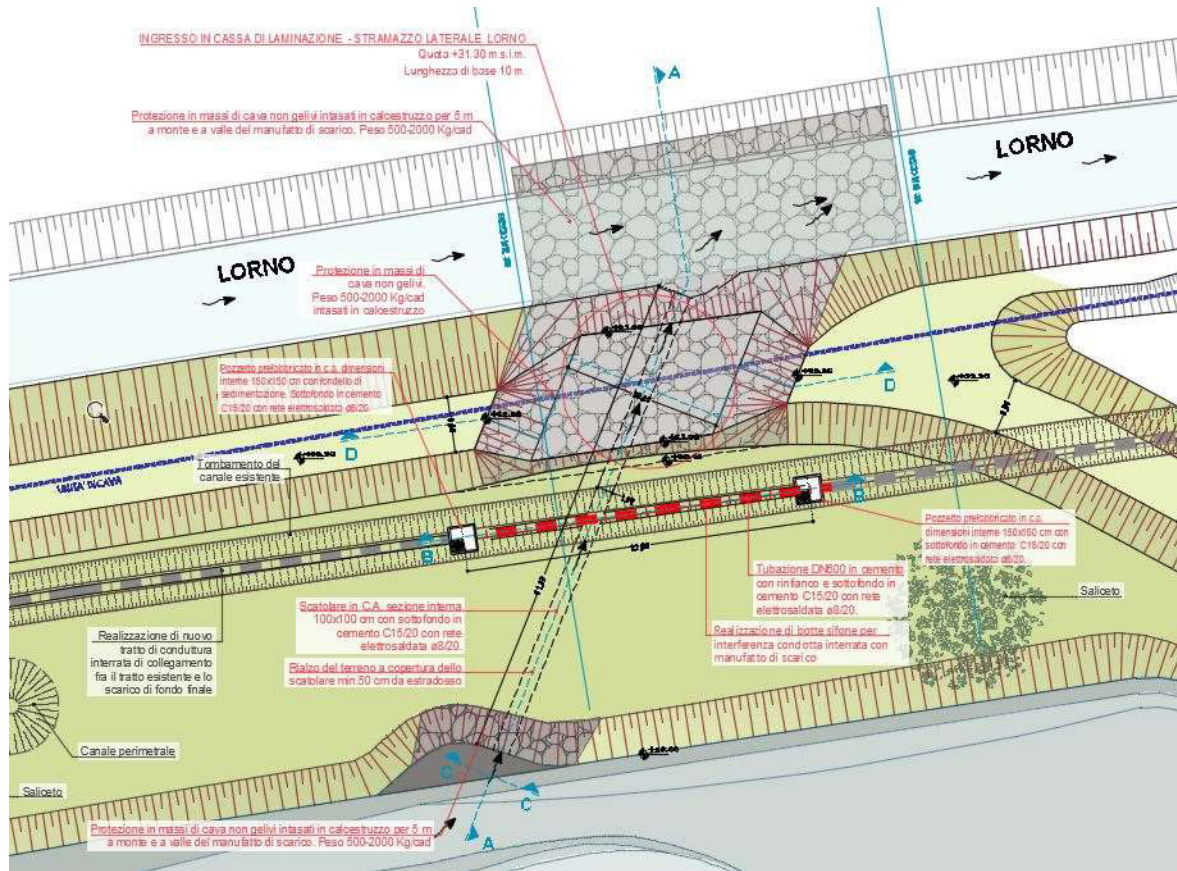 INGRESSO IN CASSA DI LAMINAZIONE - STRAMAZZO LATERALE LORNO
Quota +31.30 m s.l.m.
Lunghezza di base 10 m.
A
Protezione in massi di cava non gelivi intasati in calcestruzzo per 5 m
a monte e a valle del manufatto di scarico. Peso 500-2000 Kg/cad
LORNO
LORNO
Protezione in massi di
cava non gelivi.
Peso 500-2000 Kg/cad
intasati in calcestruzzo
Pozzetto prefabbricato in c.a. dimensioni
interne 150x150 cm con fondello di
sedimentazione. Sottofondo in cemento
C15/20 con rete elettrosaldata ø8/20.
D
D
Tombamento del
canale esistente
LIMITI DI CAVA
B
B
Pozzetto prefabbricato in c.a.
dimensioni interne 150x150 cm con
sottofondo in cemento C15/20 con
rete elettrosaldata ø8/20.
Tubazione DN600 in cemento
con rinfianco e sottofondo in
cemento C15/20 con rete
elettrosaldata ø8/20.
Saliceto
Scatolare in C.A. sezione interna
100x100 cm con sottofondo in
cemento C15/20 con rete
elettrosaldata ø8/20.
Realizzazione di botte sifone per
interferenza condotta interrata con
manufatto di scarico
Realizzazione di nuovo
tratto di conduttura
interrata di collegamento
fra il tratto esistente e lo
scarico di fondo finale
Rialzo del terreno a copertura dello
scatolare min.50 cm da estradosso
Canale perimetrale
Saliceto
C
C
Protezione in massi di cava non gelivi intasati in calcestruzzo per 5 m
a monte e a valle del manufatto di scarico. Peso 500-2000 Kg/cad
A